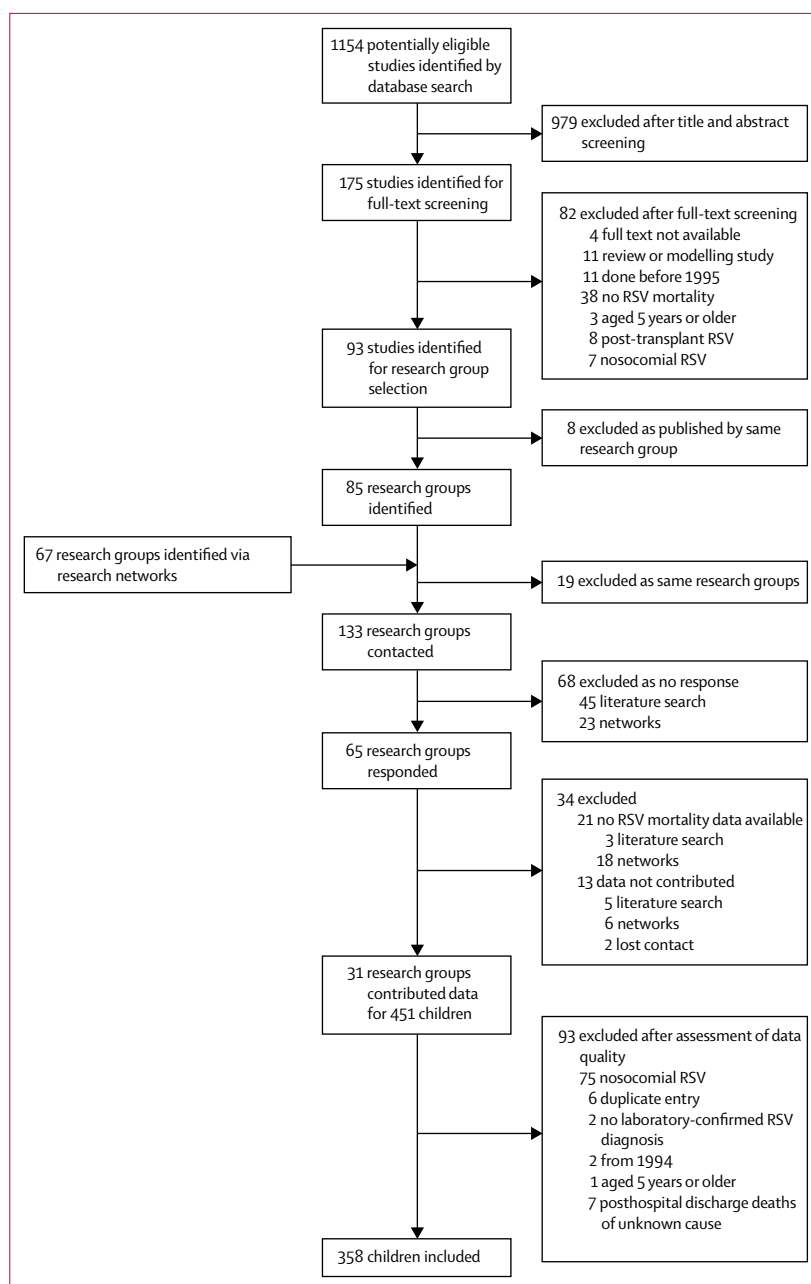 1154 potentially eligible
studies identified by
database search
979 excluded after title and abstract
screening
175 studies identified for
full-text screening
82 excluded after full-text screening
4 full text not available
11 review or modelling study
11 done before 1995
38 no RSV mortality
3 aged 5 years or older
8 post-transplant RSV
7 nosocomial RSV
93 studies identified
for research group
selection
8 excluded as published by same
research group
85 research groups
identified
67 research groups identified via
research networks
19 excluded as same research groups
133 research groups
contacted
68 excluded as no response
45 literature search
23 networks
65 research groups
responded
34 excluded
21 no RSV mortality data available
3 literature search
18 networks
13 data not contributed
5 literature search
6 networks
2 lost contact
31 research groups
contributed data
for 451 children
93 excluded after assessment of data
quality
75 nosocomial RSV
6 duplicate entry
2 no laboratory-confirmed RSV
diagnosis
2 from 1994
1 aged 5 years or older
7 posthospital discharge deaths
of unknown cause
358 children included